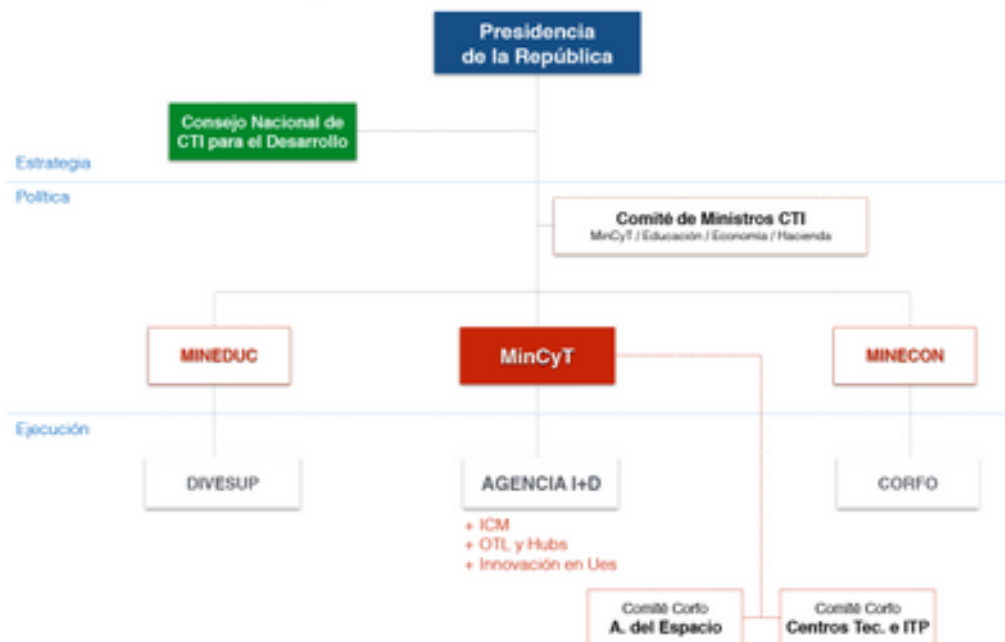 Presidencia
de la República
Consejo Nacional de
CTI para el Desarrollo
Estrategia
Política
Comité de Ministros CTI
MinCyT / Educación / Economía / Hacienda
MINEDUC
MinCyT
MINECON
Ejecución
DIVESUP
AGENCIA I+D
CORFO
+ ICM
+ OTL y Hubs
+ Innovación en Ues
Comité Corfo
A. del Espacio
Comité Corfo
Centros Tec. e ITP